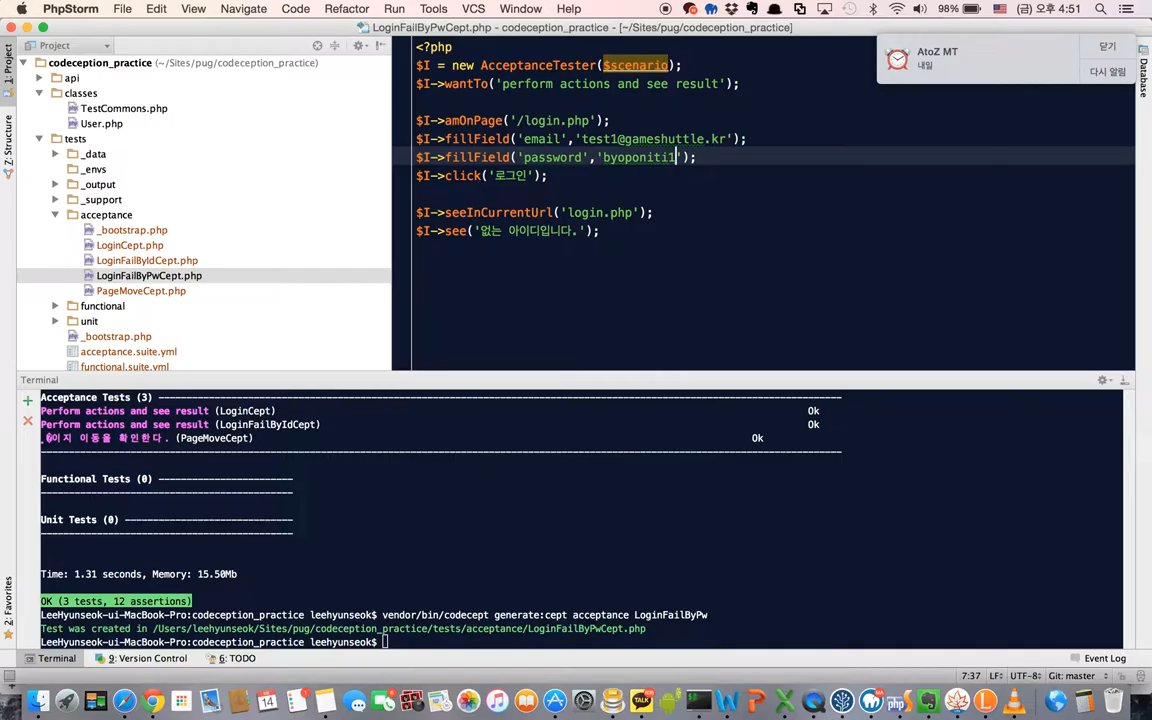 PhpStorm File Edit View Navigate Code Refactor Run Tools VCS Window Help 98% (금) 오후 4:51
LoginFailByPwCept.php - codeception_practice - [~/Sites/pug/codeception_practice]
AtoZ MT
내일
닫기
다시 알림
Project
codeception_practice (~/Sites/pug/codeception_practice)
api
classes
TestCommons.php
User.php
tests
_data
_envs
_output
_support
acceptance
_bootstrap.php
LoginCept.php
LoginFailByIdCept.php
LoginFailByPwCept.php
PageMoveCept.php
functional
unit
_bootstrap.php
acceptance.suite.yml
functional.suite.yml
1: Project
Z: Structure
2: Favorites
Database
<?php
$I = new AcceptanceTester($scenario);
$I->wantTo('perform actions and see result');
$I->amOnPage('/login.php');
$I->fillField('email','test1@gameshuttle.kr');
$I->fillField('password','byoponiti1');
$I->click('로그인');
$I->seeInCurrentUrl('login.php');
$I->see('없는 아이디입니다.');
Terminal
Acceptance Tests (3)
Perform actions and see result (LoginCept) Ok
Perform actions and see result (LoginFailByIdCept) Ok
이지 이동을 확인한다. (PageMoveCept) Ok
Functional Tests (0)
Unit Tests (0)
Time: 1.31 seconds, Memory: 15.50Mb
OK (3 tests, 12 assertions)
LeeHyunseok-ui-MacBook-Pro:codeception_practice leehyunseok$ vendor/bin/codecept generate:cept acceptance LoginFailByPw
Test was created in /Users/leehyunseok/Sites/pug/codeception_practice/tests/acceptance/LoginFailByPwCept.php
LeeHyunseok-ui-MacBook-Pro:codeception_practice leehyunseok$
Terminal 9: Version Control 6: TODO Event Log
7:37 LF UTF-8 Git: master